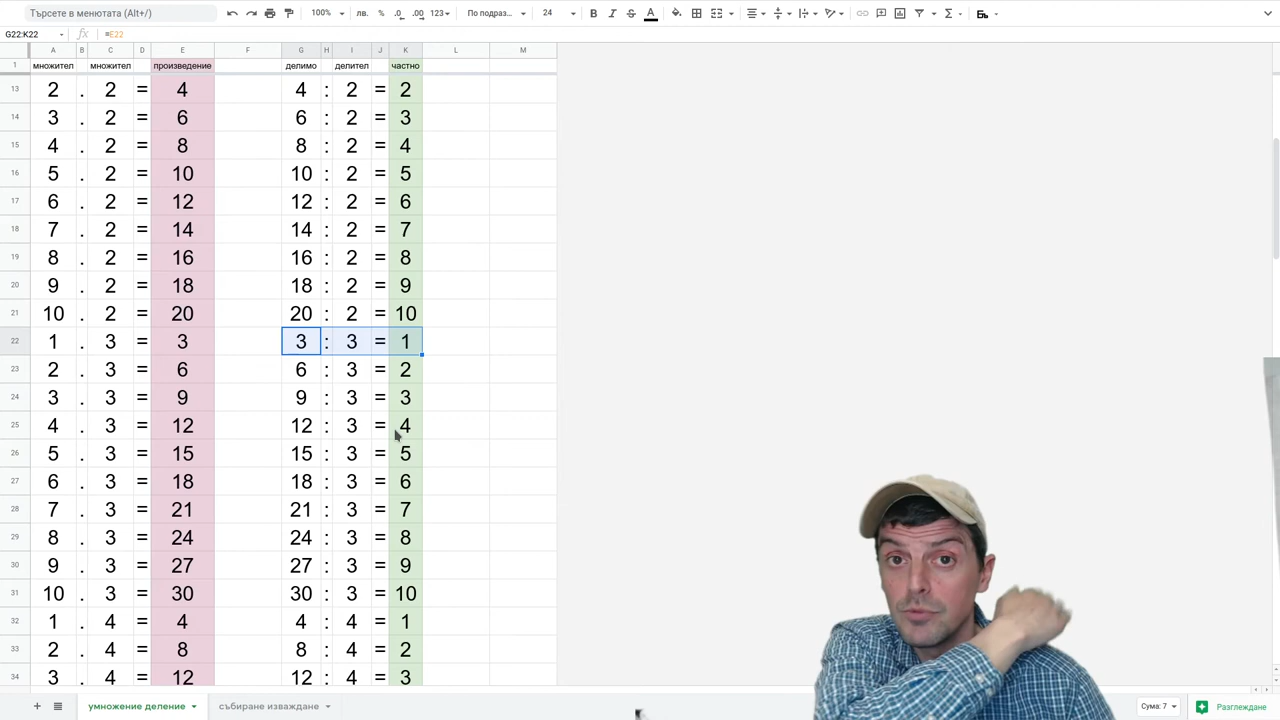 Търсете в менютата (Alt+/)
100%
лв.
%
.0
.00
123
По подраз...
24
B
I
S
A
Σ
G22:K22
fx
=E22
A B C D E F G H I J K L M
1 множител множител произведение делимо делител частно
13 2 . 2 = 4 4 : 2 = 2
14 3 . 2 = 6 6 : 2 = 3
15 4 . 2 = 8 8 : 2 = 4
16 5 . 2 = 10 10 : 2 = 5
17 6 . 2 = 12 12 : 2 = 6
18 7 . 2 = 14 14 : 2 = 7
19 8 . 2 = 16 16 : 2 = 8
20 9 . 2 = 18 18 : 2 = 9
21 10 . 2 = 20 20 : 2 = 10
22 1 . 3 = 3 3 : 3 = 1
23 2 . 3 = 6 6 : 3 = 2
24 3 . 3 = 9 9 : 3 = 3
25 4 . 3 = 12 12 : 3 = 4
26 5 . 3 = 15 15 : 3 = 5
27 6 . 3 = 18 18 : 3 = 6
28 7 . 3 = 21 21 : 3 = 7
29 8 . 3 = 24 24 : 3 = 8
30 9 . 3 = 27 27 : 3 = 9
31 10 . 3 = 30 30 : 3 = 10
32 1 . 4 = 4 4 : 4 = 1
33 2 . 4 = 8 8 : 4 = 2
34 3 . 4 = 12 12 : 4 = 3
умножение деление
събиране изваждане
Сума: 7
Разглеждане